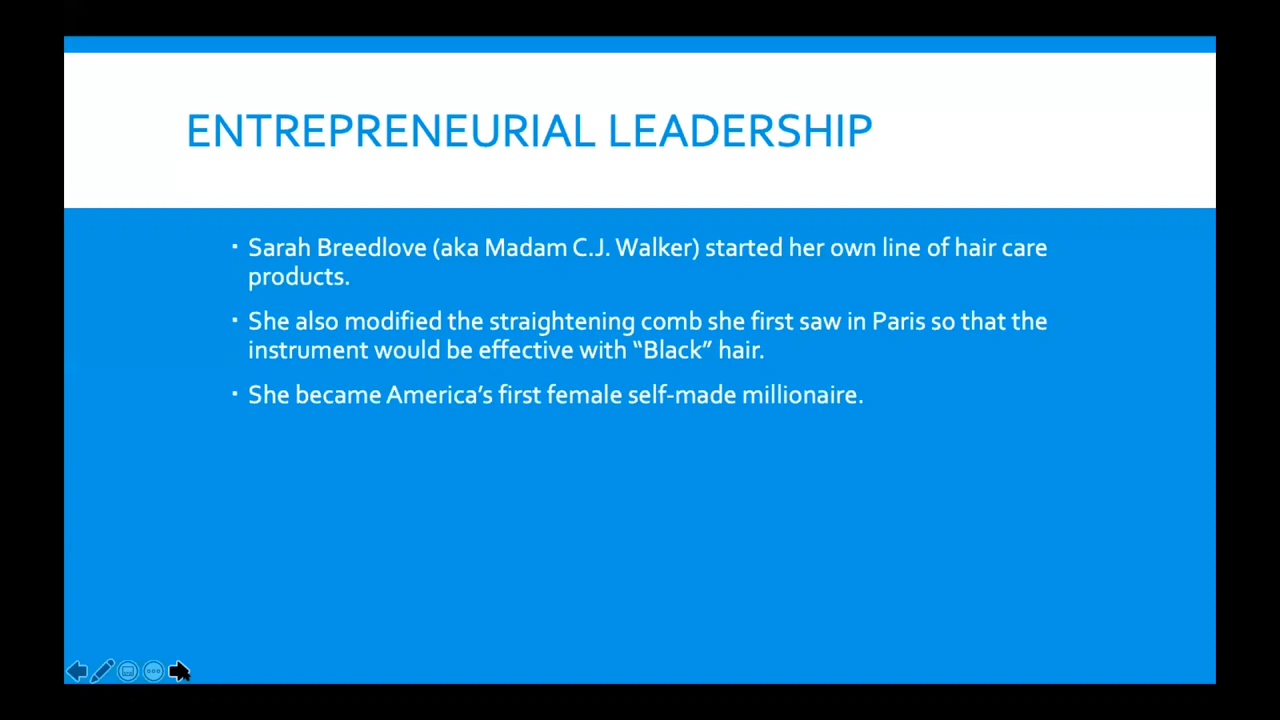 ENTREPRENEURIAL LEADERSHIP
▪ Sarah Breedlove (aka Madam C.J. Walker) started her own line of hair care
products.
▪ She also modified the straightening comb she first saw in Paris so that the
instrument would be effective with “Black” hair.
▪ She became America’s first female self-made millionaire.